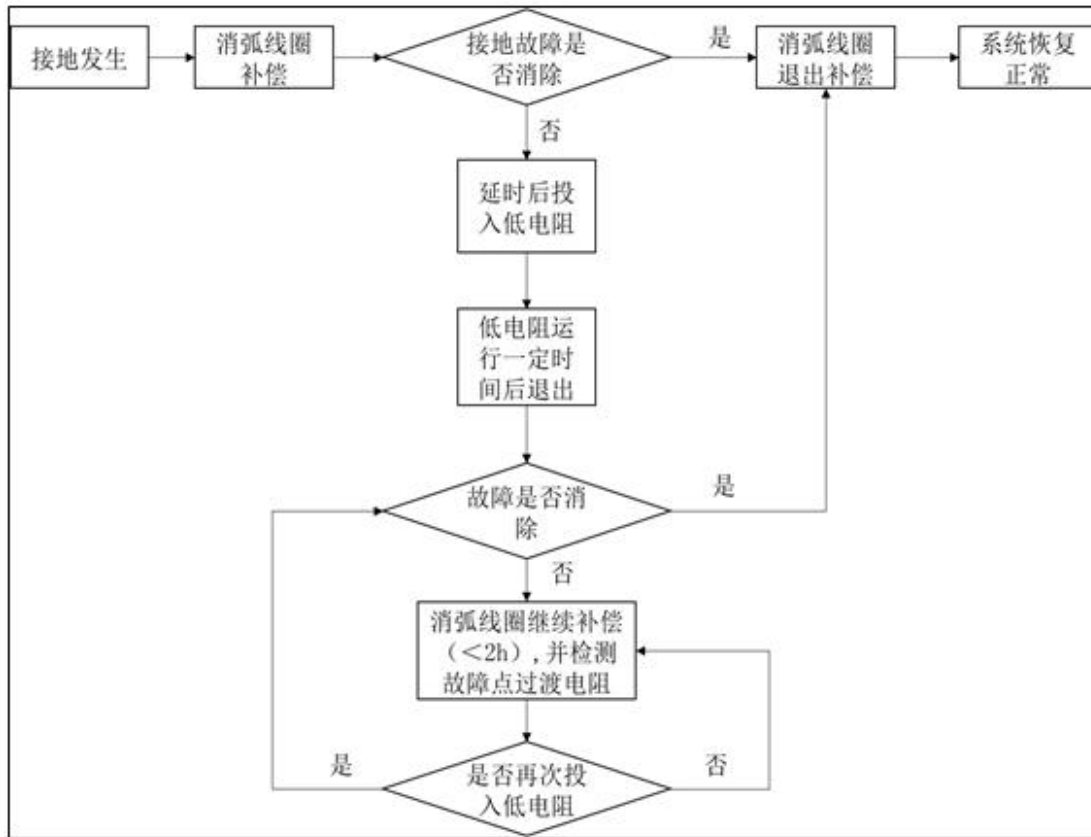 接地发生
消弧线圈
补偿
接地故障是
否消除
是
消弧线圈
退出补偿
系统恢复
正常
否
延时后投
入低电阻
低电阻运
行一定时
间后退出
故障是否消
除
是
否
消弧线圈继续补偿
（<2h）,并检测
故障点过渡电阻
是
是否再次投
入低电阻
否